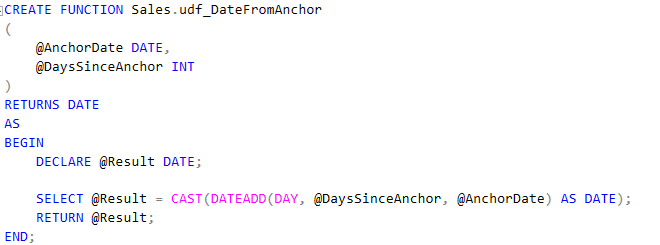 CREATE FUNCTION Sales.udf_DateFromAnchor
(
    @AnchorDate DATE,
    @DaysSinceAnchor INT
)
RETURNS DATE
AS
BEGIN
    DECLARE @Result DATE;

    SELECT @Result = CAST(DATEADD(DAY, @DaysSinceAnchor, @AnchorDate) AS DATE);
    RETURN @Result;
END;